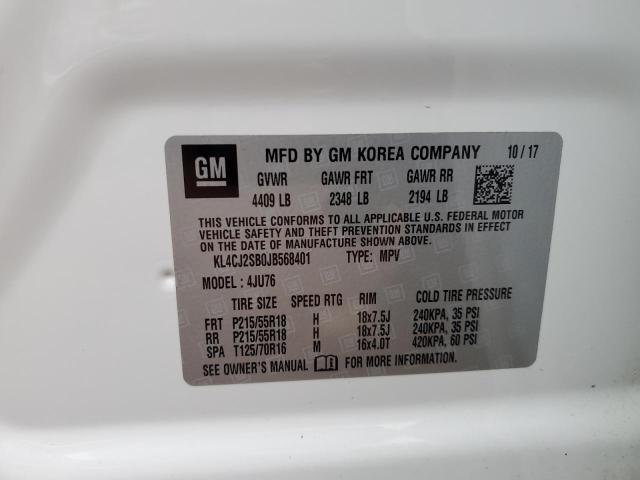 GM MFD BY GM KOREA COMPANY 10 / 17
GVWR GAWR FRT GAWR RR
4409 LB 2348 LB 2194 LB
THIS VEHICLE CONFORMS TO ALL APPLICABLE U.S. FEDERAL MOTOR
VEHICLE SAFETY AND THEFT PREVENTION STANDARDS IN EFFECT
ON THE DATE OF MANUFACTURE SHOWN ABOVE.
KL4CJ2SB0JB568401 TYPE: MPV
MODEL : 4JU76
TIRE SIZE SPEED RTG RIM COLD TIRE PRESSURE
FRT P215/55R18 H 18x7.5J 240KPA, 35 PSI
RR P215/55R18 H 18x7.5J 240KPA, 35 PSI
SPA T125/70R16 M 16x4.0T 420KPA, 60 PSI
SEE OWNER'S MANUAL FOR MORE INFORMATION.